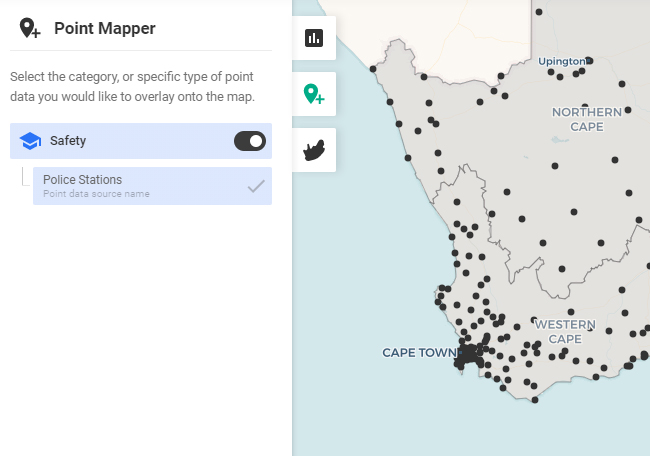 Point Mapper
Select the category, or specific type of point
data you would like to overlay onto the map.
Safety
Police Stations
Point data source name
Upington
NORTHERN
CAPE
WESTERN
CAPE
CAPE TOWN